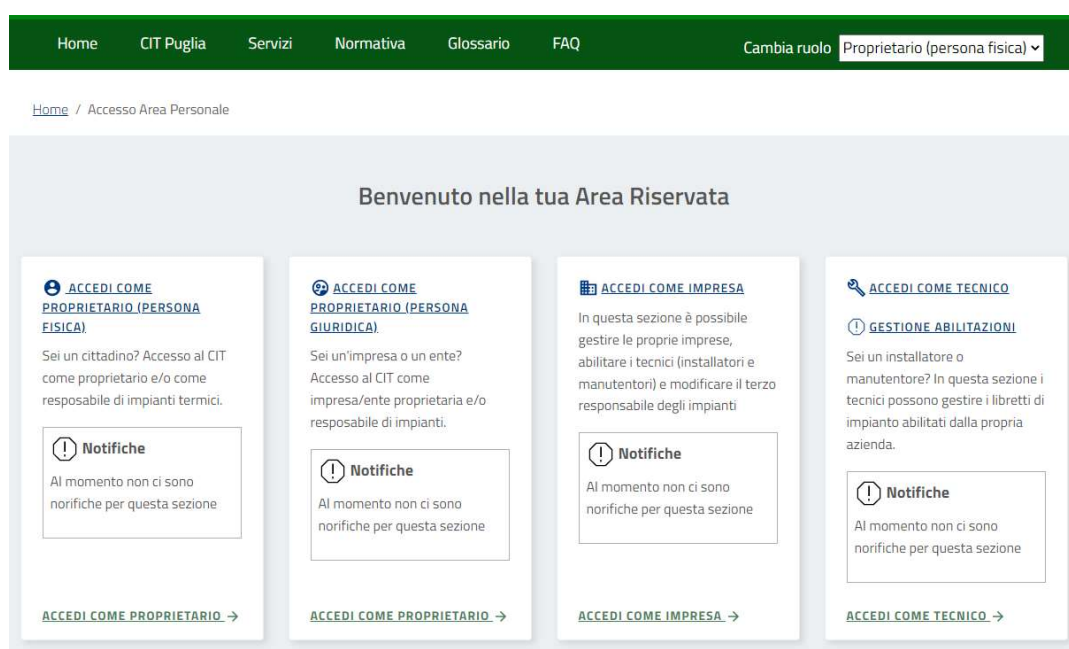 Home CIT Puglia Servizi Normativa Glossario FAQ Cambia ruolo Proprietario (persona fisica)
Home / Accesso Area Personale
Benvenuto nella tua Area Riservata
ACCEDI COME
PROPRIETARIO (PERSONA
FISICA)
Sei un cittadino? Accesso al CIT
come proprietario e/o come
resposabile di impianti termici.
Notifiche
Al momento non ci sono
norifiche per questa sezione
ACCEDI COME PROPRIETARIO →
ACCEDI COME
PROPRIETARIO (PERSONA
GIURIDICA)
Sei un'impresa o un ente?
Accesso al CIT come
impresa/ente proprietaria e/o
resposabile di impianti.
Notifiche
Al momento non ci sono
norifiche per questa sezione
ACCEDI COME PROPRIETARIO →
ACCEDI COME IMPRESA
In questa sezione è possibile
gestire le proprie imprese,
abilitare i tecnici (installatori e
manutentori) e modificare il terzo
responsabile degli impianti
Notifiche
Al momento non ci sono
norifiche per questa sezione
ACCEDI COME IMPRESA →
ACCEDI COME TECNICO
GESTIONE ABILITAZIONI
Sei un installatore o
manutentore? In questa sezione i
tecnici possono gestire i libretti di
impianto abilitati dalla propria
azienda.
Notifiche
Al momento non ci sono
norifiche per questa sezione
ACCEDI COME TECNICO →